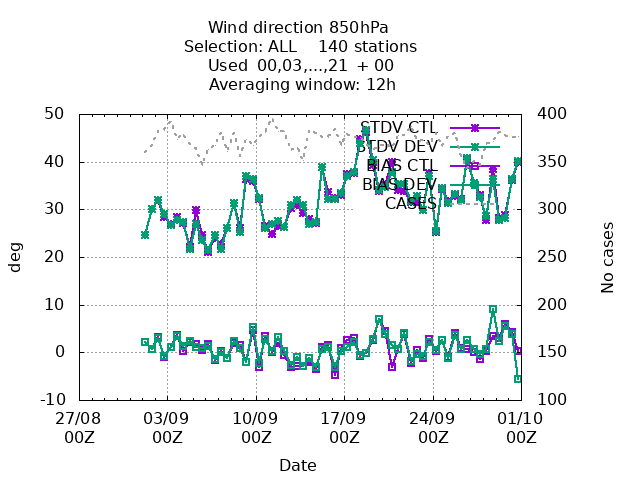 Wind direction 850hPa
Selection: ALL 140 stations
Used 00,03,...,21 + 00
Averaging window: 12h
50 400
STDV CTL
STDV DEV
40 350
BIAS CTL
BIAS DEV
CASES
30 300
20 250
10 200
0 150
-10 100
deg
No cases
27/08 03/09 10/09 17/09 24/09 01/10
00Z 00Z 00Z 00Z 00Z 00Z
Date